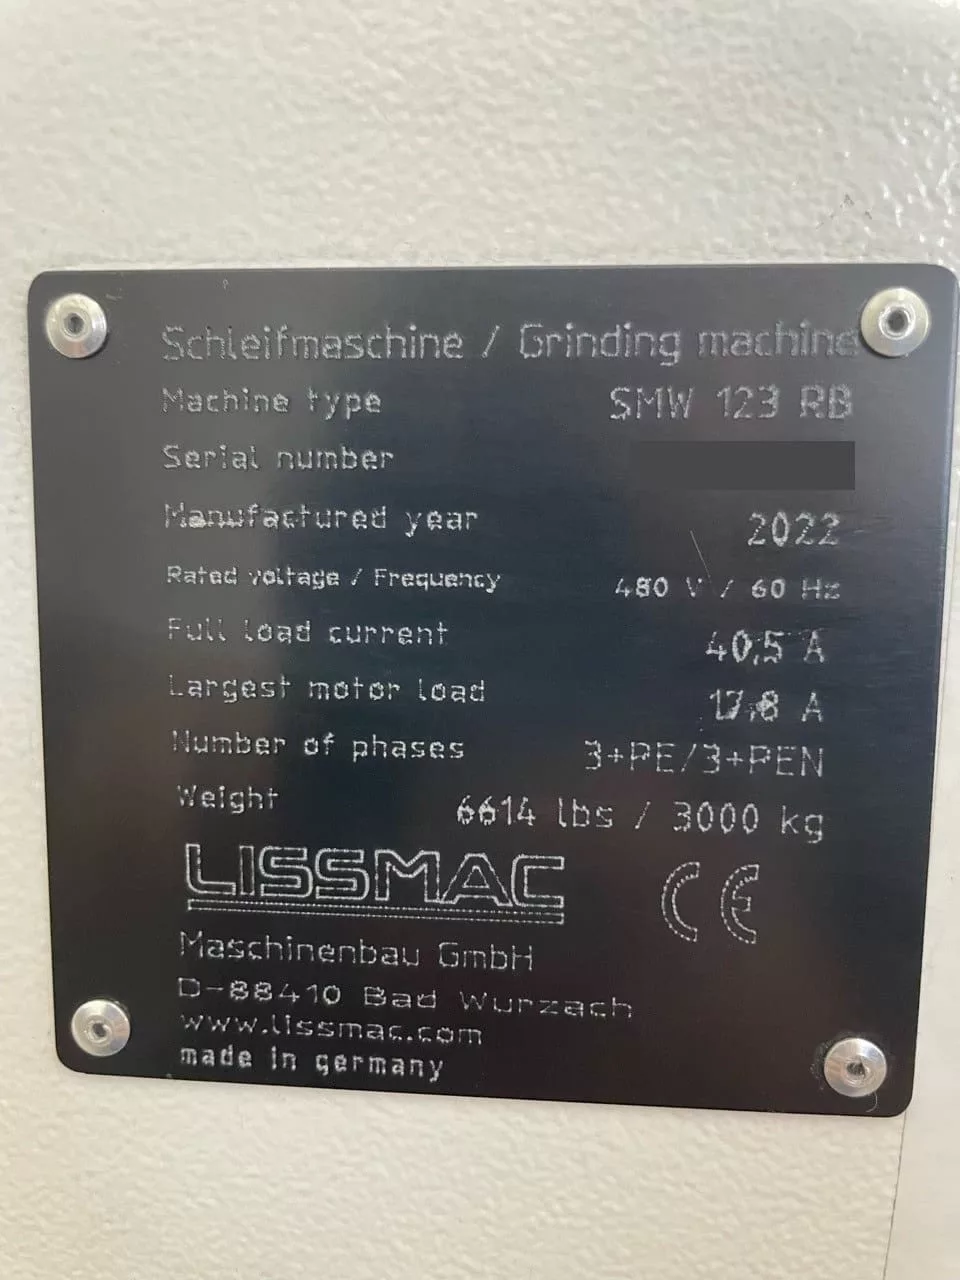 Schleifmaschine / Grinding machine
Machine type SMW 123 RB
Serial number
Manufactured year 2022
Rated voltage / Frequency 480 V / 60 Hz
Full load current 40,5 A
Largest motor load 17,8 A
Number of phases 3+PE/3+PEN
Weight 6614 lbs / 3000 kg
LISSMAC CE
Maschinenbau GmbH
D-88410 Bad Wurzach
www.lissmac.com
made in germany